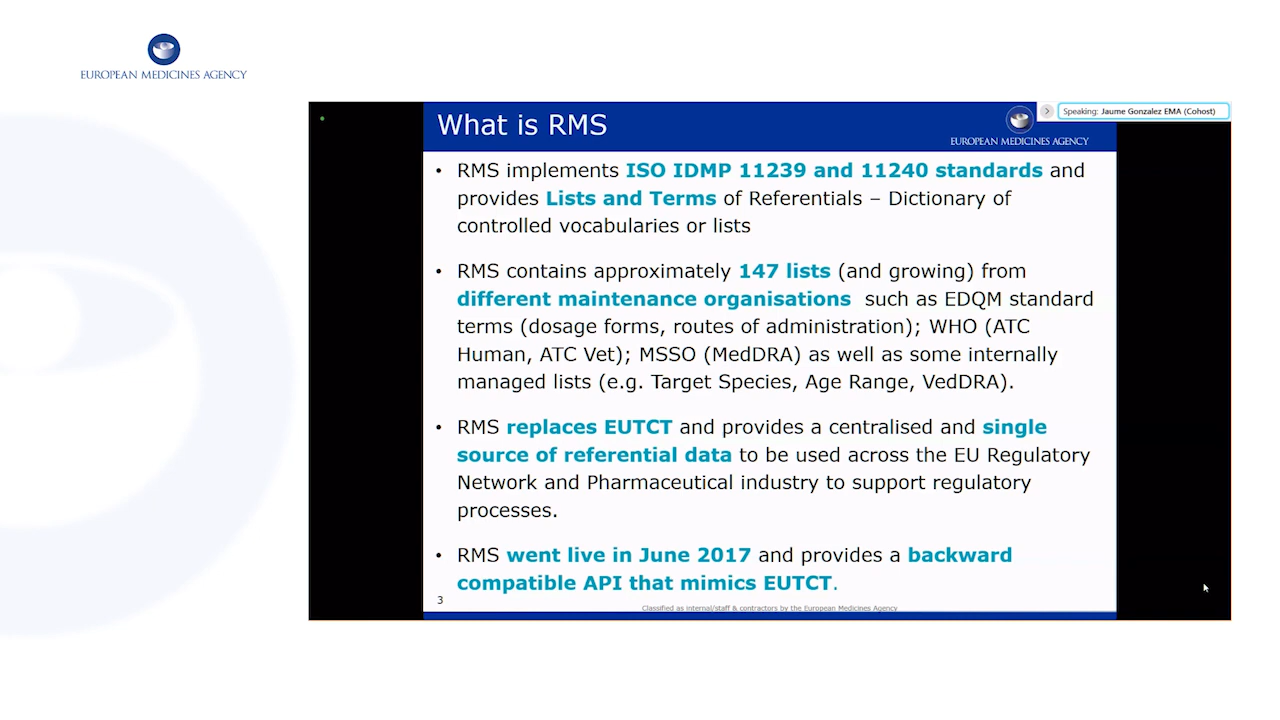 EUROPEAN MEDICINES AGENCY
Speaking: Jaume Gonzalez EMA (Cohost)
What is RMS
EUROPEAN MEDICINES AGENCY
• RMS implements ISO IDMP 11239 and 11240 standards and
provides Lists and Terms of Referentials – Dictionary of
controlled vocabularies or lists
• RMS contains approximately 147 lists (and growing) from
different maintenance organisations such as EDQM standard
terms (dosage forms, routes of administration); WHO (ATC
Human, ATC Vet); MSSO (MedDRA) as well as some internally
managed lists (e.g. Target Species, Age Range, VedDRA).
• RMS replaces EUTCT and provides a centralised and single
source of referential data to be used across the EU Regulatory
Network and Pharmaceutical industry to support regulatory
processes.
• RMS went live in June 2017 and provides a backward
compatible API that mimics EUTCT.
3
Classified as internal/staff & contractors by the European Medicines Agency